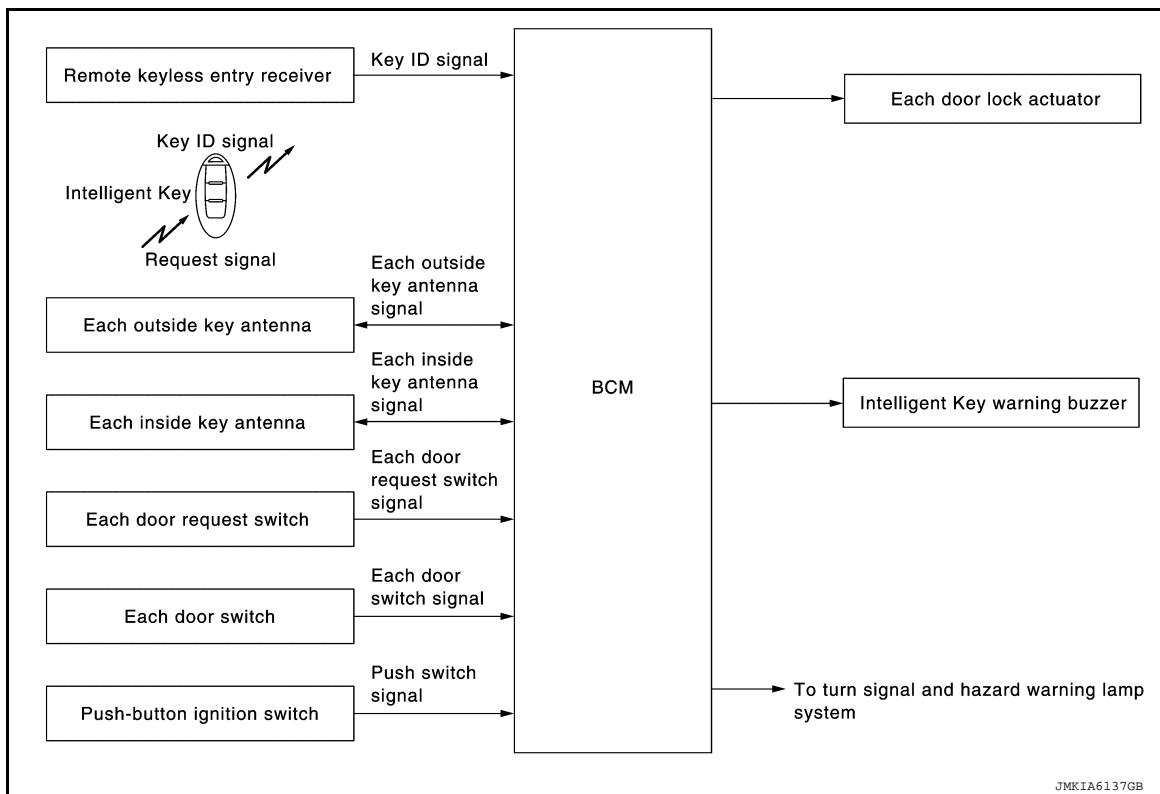 Remote keyless entry receiver
Key ID signal
Each door lock actuator
Key ID signal
Intelligent Key
Request signal
Each outside
key antenna
signal
Each outside key antenna
Each inside
key antenna
signal
BCM
Intelligent Key warning buzzer
Each inside key antenna
Each door
request switch
signal
Each door request switch
Each door
switch signal
Each door switch
Push switch
signal
Push-button ignition switch
To turn signal and hazard warning lamp
system
JMKIA6137GB